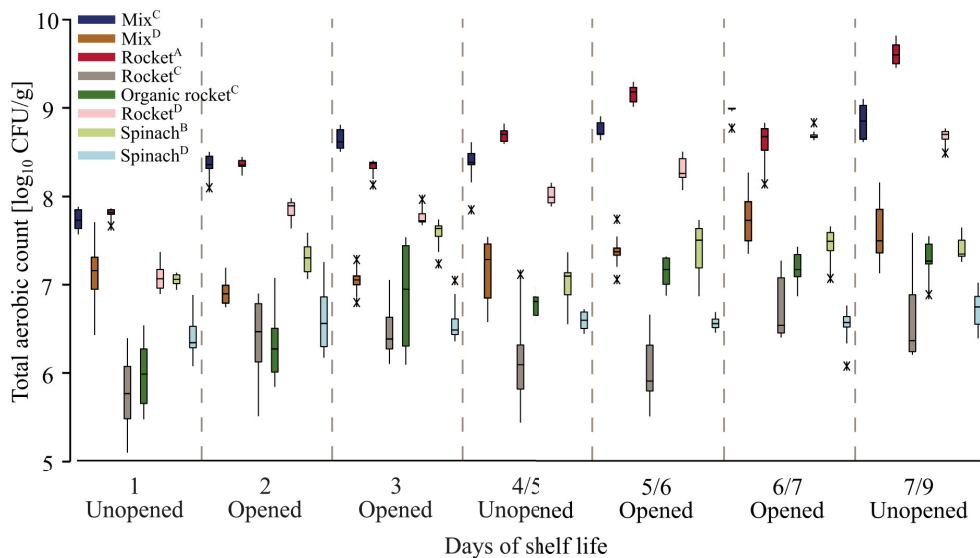 Total aerobic count [log10 CFU/g]
10
9
8
7
6
5
Mix^C
Mix^D
Rocket^A
Rocket^C
Organic rocket^C
Rocket^D
Spinach^B
Spinach^D
1 2 3 4/5 5/6 6/7 7/9
Unopened Opened Opened Unopened Opened Opened Unopened
Days of shelf life